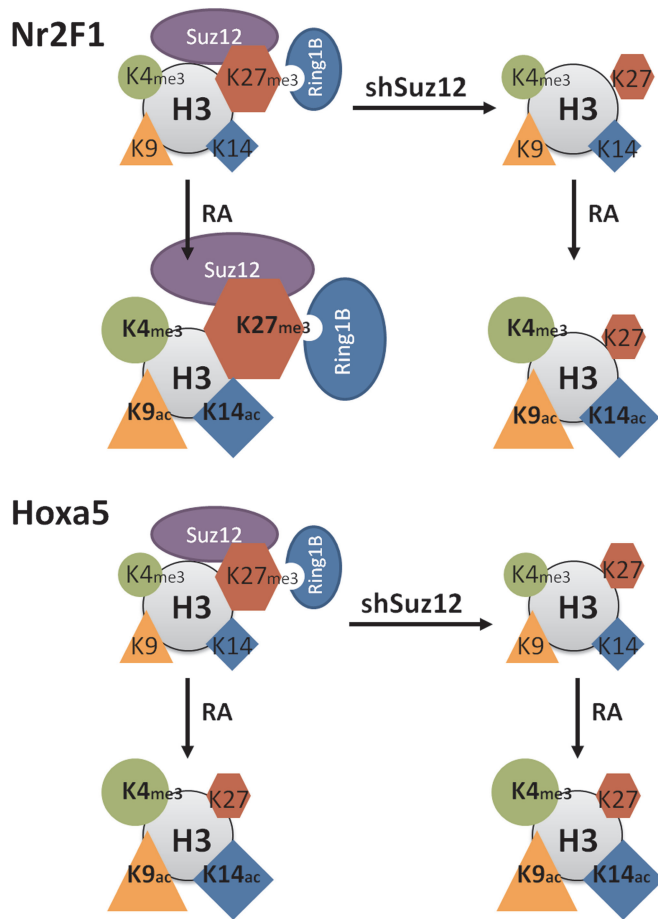 Nr2F1
Suz12
K4me3
K27me3
Ring1B
H3
K9
K14
shSuz12
K4me3
K27
H3
K9
K14
RA
RA
Suz12
K4me3
K27me3
Ring1B
H3
K9ac
K14ac
K4me3
K27
H3
K9ac
K14ac
Hoxa5
Suz12
K4me3
K27me3
Ring1B
H3
K9
K14
shSuz12
K4me3
K27
H3
K9
K14
RA
RA
K4me3
K27
H3
K9ac
K14ac
K4me3
K27
H3
K9ac
K14ac